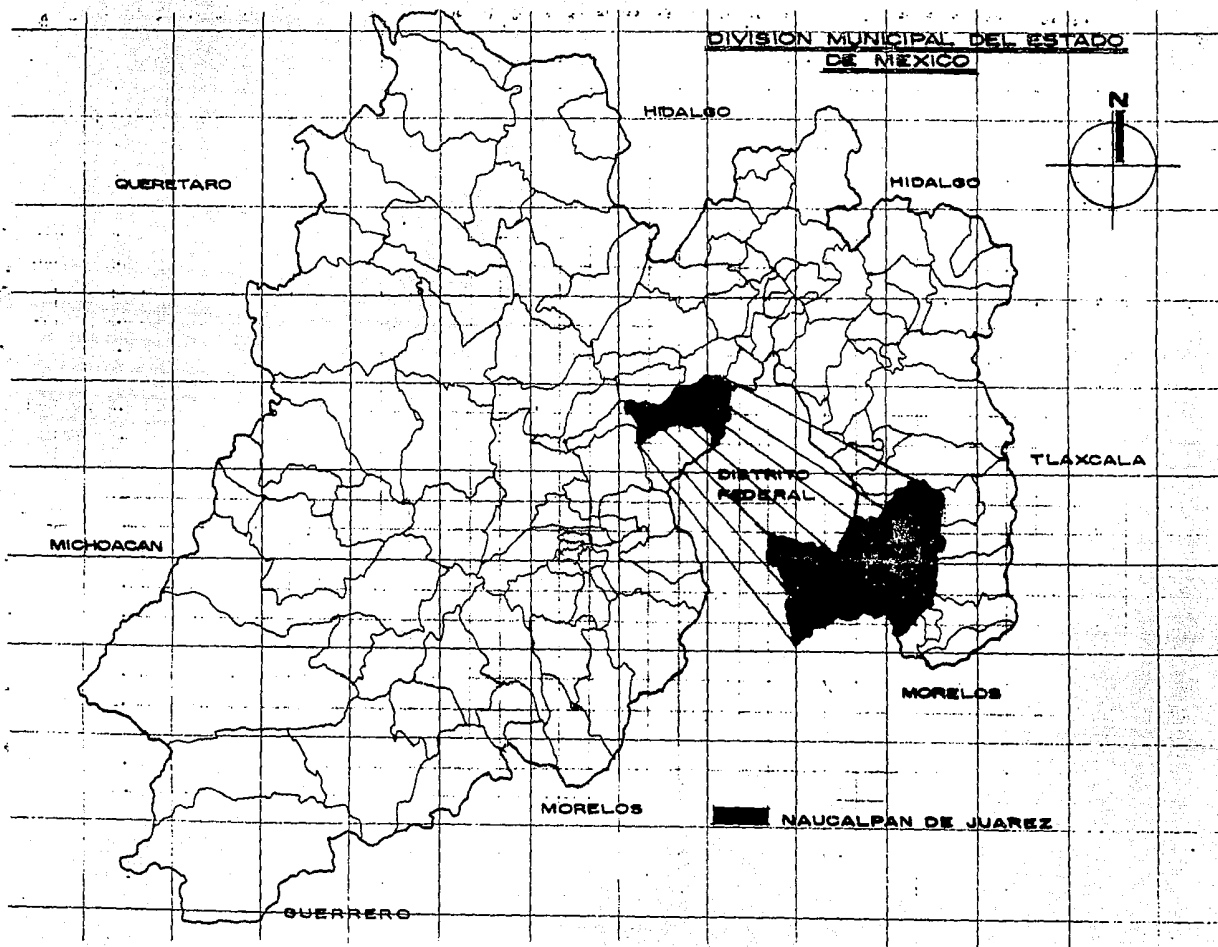 DIVISION MUNICIPAL DEL ESTADO
DE MEXICO
N
HIDALGO
QUERETARO
HIDALGO
TLAXCALA
DISTRITO
FEDERAL
MICHOACAN
MORELOS
MORELOS
NAUCALPAN DE JUAREZ
GUERRERO